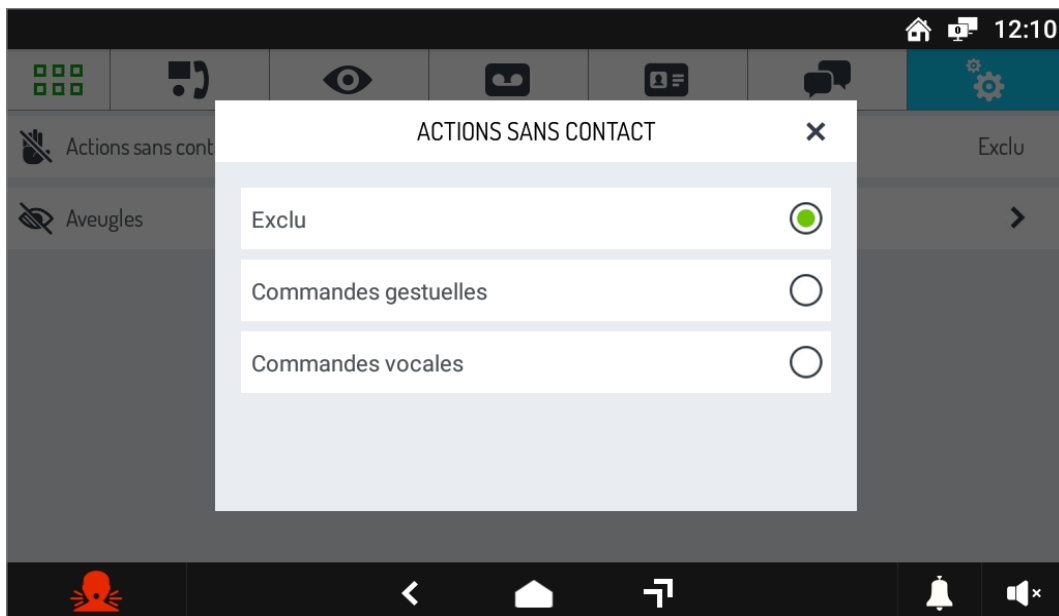 12:10
ACTIONS SANS CONTACT
Actions sans cont
Exclu
Exclu
Aveugles
Commandes gestuelles
Commandes vocales